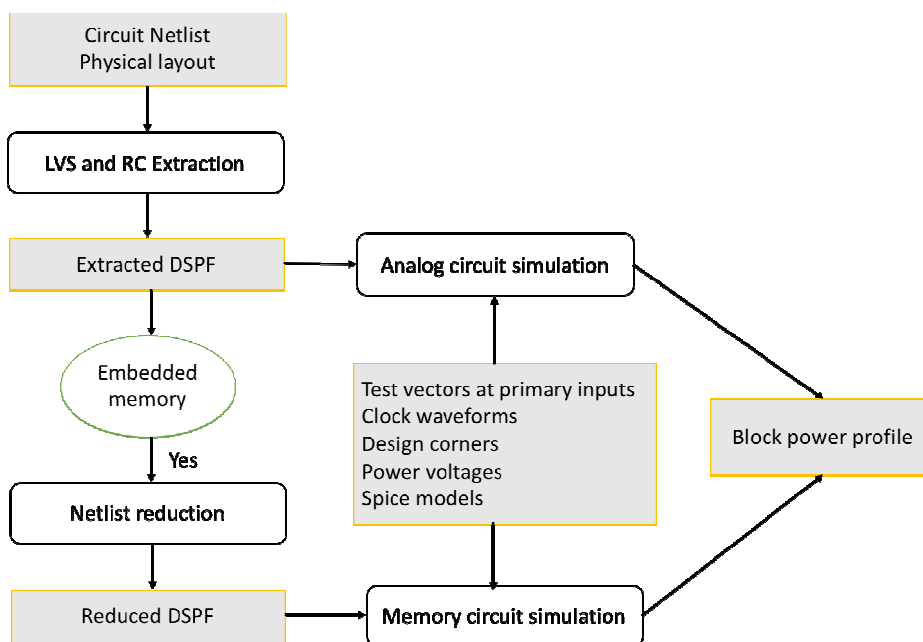 Circuit Netlist
Physical layout
LVS and RC Extraction
Extracted DSPF
Analog circuit simulation
Embedded
memory
Test vectors at primary inputs
Clock waveforms
Design corners
Power voltages
Spice models
Block power profile
Yes
Netlist reduction
Reduced DSPF
Memory circuit simulation